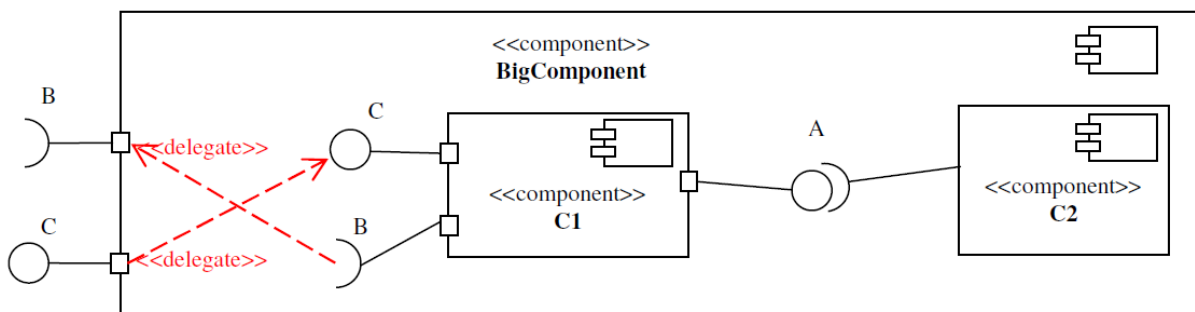 <<component>>
BigComponent
B
<<delegate>>
C
A
<<component>>
C1
<<component>>
C2
C
B
<<delegate>>